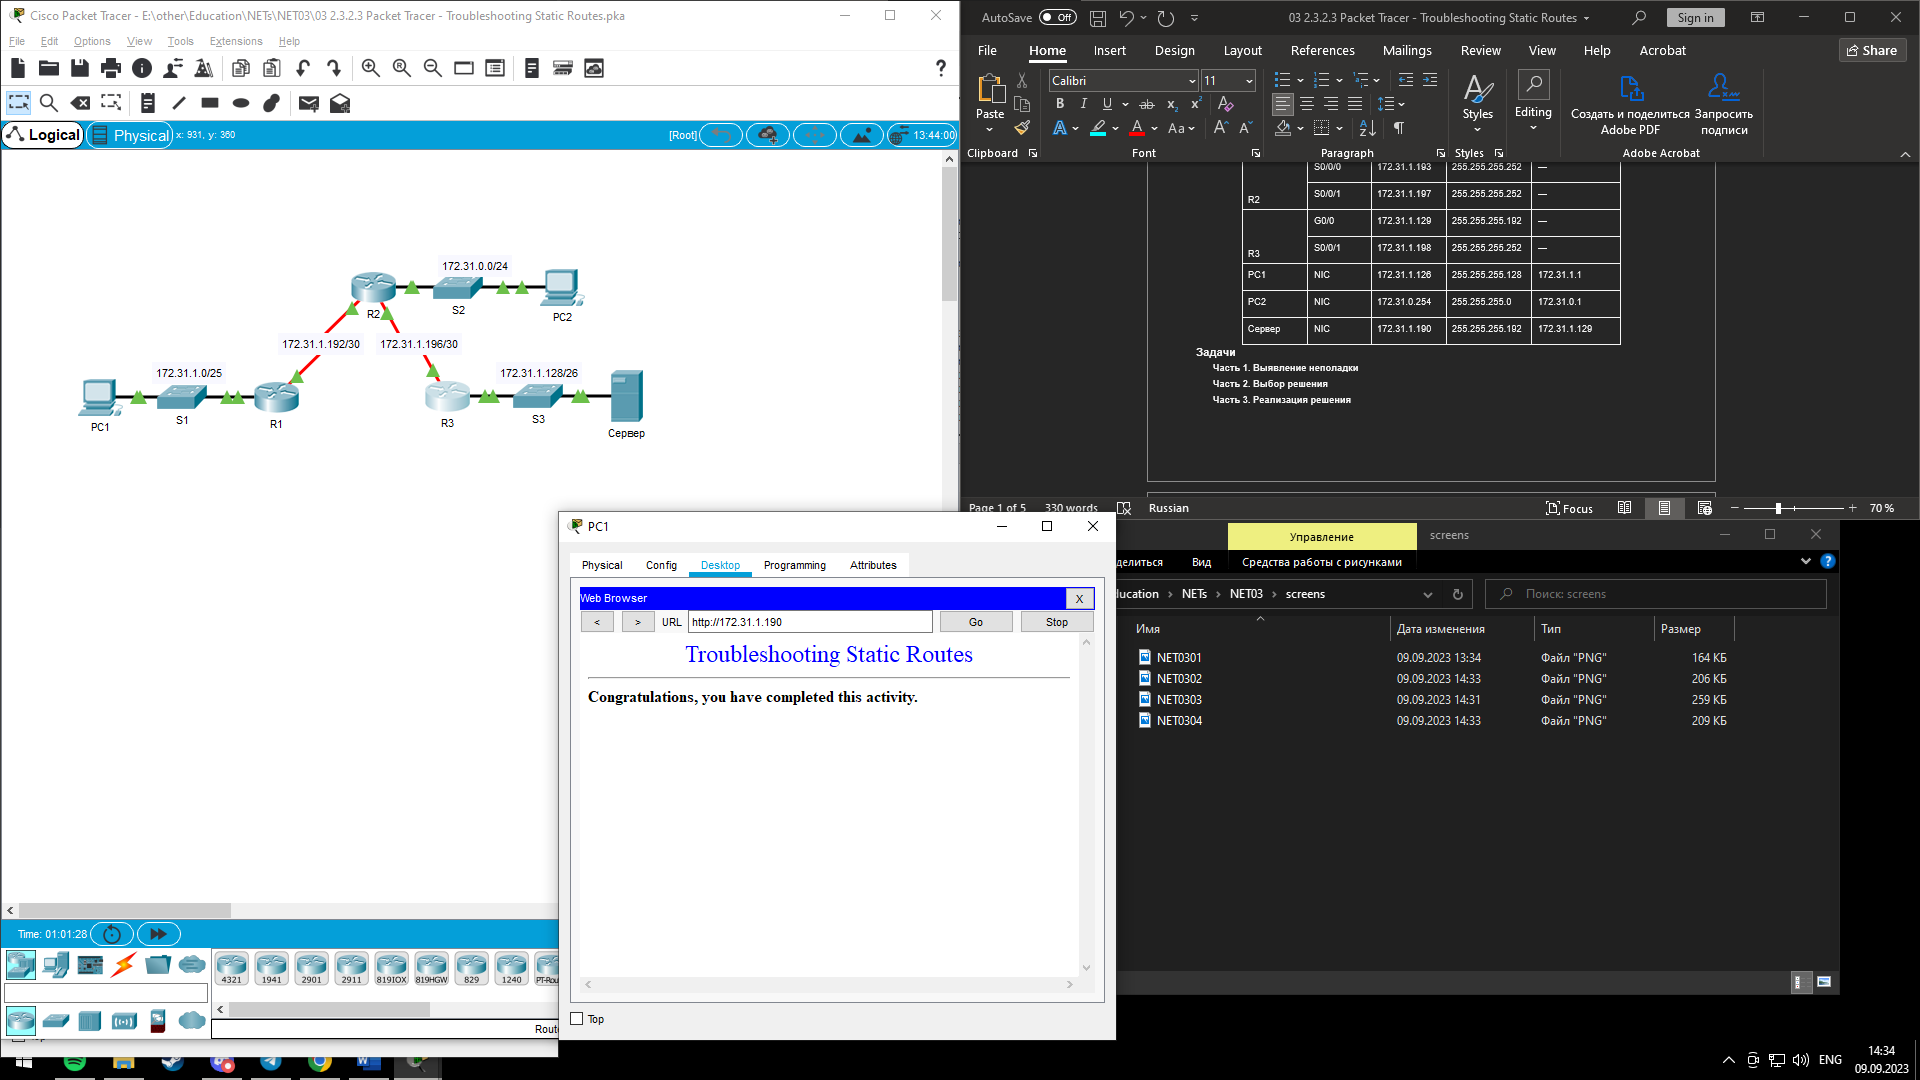 Cisco Packet Tracer - E:\other\Education\NETs\NET03\03 2.3.2.3 Packet Tracer - Troubleshooting Static Routes.pka
File Edit Options View Tools Extensions Help
Logical Physical x: 931, y: 360 [Root] 13:44:00
172.31.0.0/24
R2 S2 PC2
172.31.1.192/30 172.31.1.196/30
172.31.1.0/25 172.31.1.128/26
PC1 S1 R1 R3 S3 Сервер
Time: 01:01:28
4321 1941 2901 2911 819IOX 819HGW 829 1240 PT-Rou
Rout
AutoSave Off 03 2.3.2.3 Packet Tracer - Troubleshooting Static Routes Sign in
File Home Insert Design Layout References Mailings Review View Help Acrobat Share
Paste Calibri 11 Styles Editing Создать и поделиться Adobe PDF Запросить подписи
Clipboard Font Paragraph Styles Adobe Acrobat
S0/0/0 172.31.1.193 255.255.255.252 —
R2 S0/0/1 172.31.1.197 255.255.255.252 —
G0/0 172.31.1.129 255.255.255.192 —
R3 S0/0/1 172.31.1.198 255.255.255.252 —
PC1 NIC 172.31.1.126 255.255.255.128 172.31.1.1
PC2 NIC 172.31.0.254 255.255.255.0 172.31.0.1
Сервер NIC 172.31.1.190 255.255.255.192 172.31.1.129
Задачи
Часть 1. Выявление неполадки
Часть 2. Выбор решения
Часть 3. Реализация решения
Page 1 of 5 330 words Russian Focus 70 %
PC1
Physical Config Desktop Programming Attributes
Web Browser X
< > URL http://172.31.1.190 Go Stop
Troubleshooting Static Routes
Congratulations, you have completed this activity.
Top
Управление screens
делиться Вид Средства работы с рисунками
ucation NETs NET03 screens Поиск: screens
Имя Дата изменения Тип Размер
NET0301 09.09.2023 13:34 Файл "PNG" 164 КБ
NET0302 09.09.2023 14:33 Файл "PNG" 206 КБ
NET0303 09.09.2023 14:31 Файл "PNG" 259 КБ
NET0304 09.09.2023 14:33 Файл "PNG" 209 КБ
ENG 14:34
09.09.2023